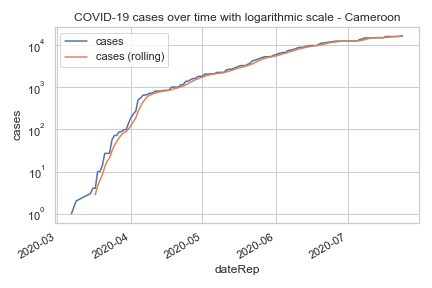 COVID-19 cases over time with logarithmic scale - Cameroon
cases
cases (rolling)
10⁴
10³
10²
10¹
10⁰
cases
2020-03
2020-04
2020-05
2020-06
2020-07
dateRep